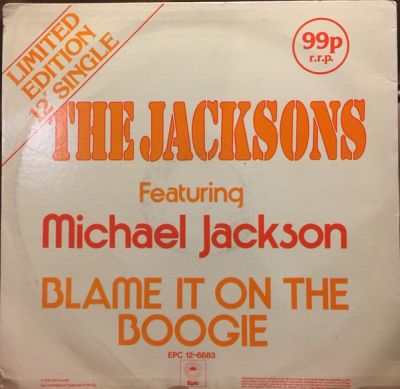 LIMITED
EDITION
12" SINGLE
99p
r.r.p.
THE JACKSONS
Featuring
Michael Jackson
BLAME IT ON THE
BOOGIE
EPC 12-6683
Epic